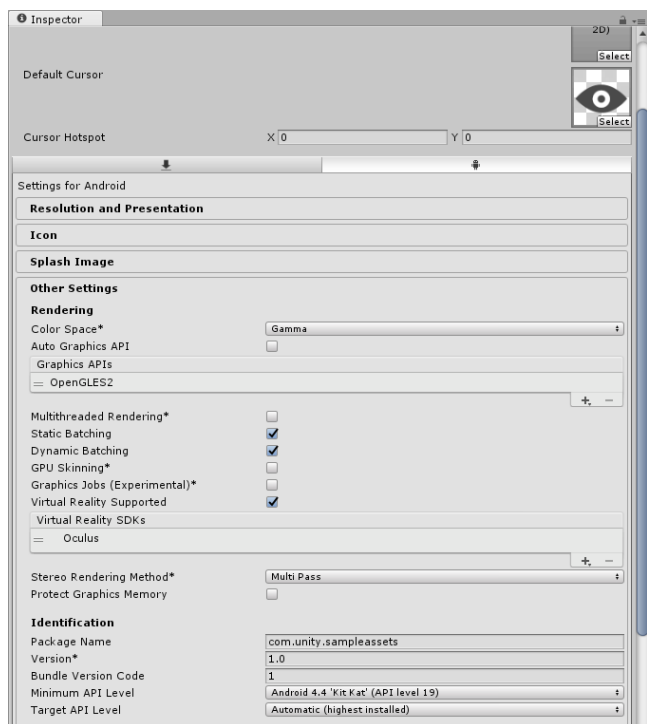 Inspector
2D)
Select
Default Cursor
Select
Cursor Hotspot X 0 Y 0
Settings for Android
Resolution and Presentation
Icon
Splash Image
Other Settings
Rendering
Color Space* Gamma
Auto Graphics API
Graphics APIs
OpenGLES2
Multithreaded Rendering*
Static Batching
Dynamic Batching
GPU Skinning*
Graphics Jobs (Experimental)*
Virtual Reality Supported
Virtual Reality SDKs
Oculus
Stereo Rendering Method* Multi Pass
Protect Graphics Memory
Identification
Package Name com.unity.sampleassets
Version* 1.0
Bundle Version Code 1
Minimum API Level Android 4.4 'Kit Kat' (API level 19)
Target API Level Automatic (highest installed)